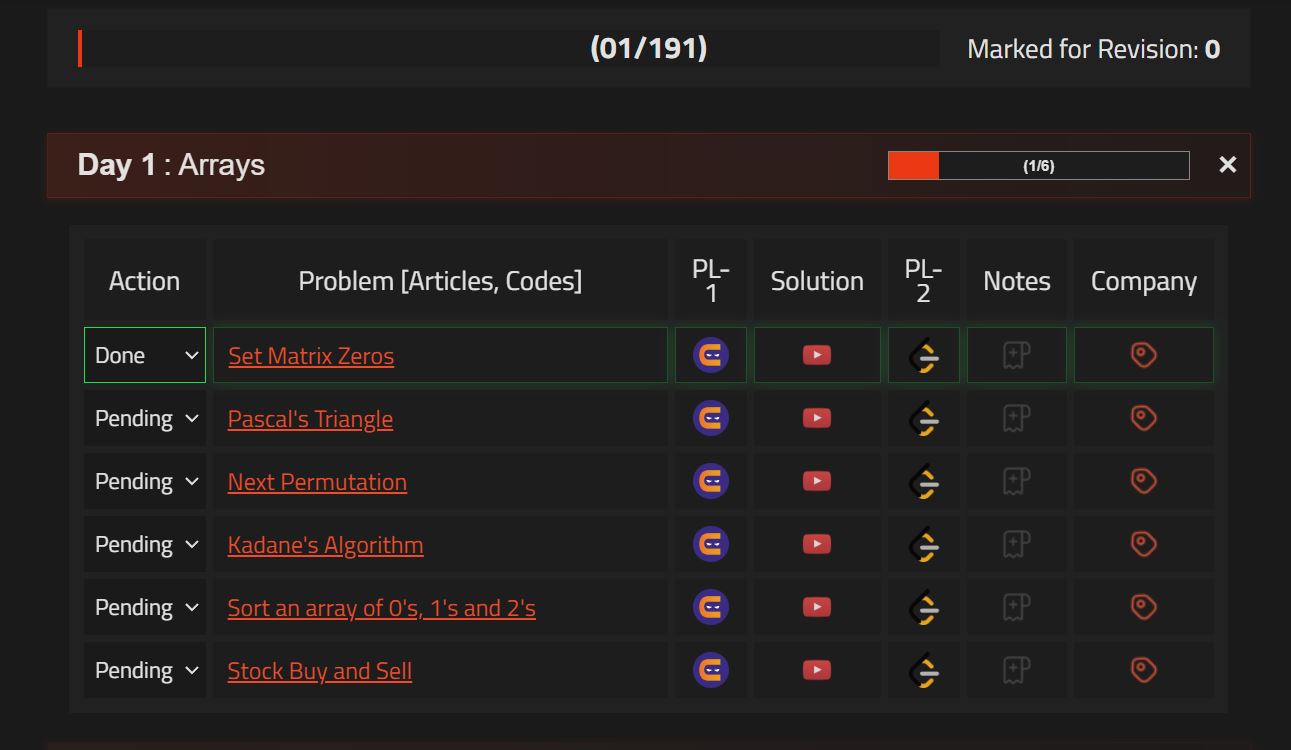 (01/191) Marked for Revision: 0
Day 1 : Arrays (1/6) ×
Action Problem [Articles, Codes] PL-1 Solution PL-2 Notes Company
Done Set Matrix Zeros
Pending Pascal's Triangle
Pending Next Permutation
Pending Kadane's Algorithm
Pending Sort an array of 0's, 1's and 2's
Pending Stock Buy and Sell